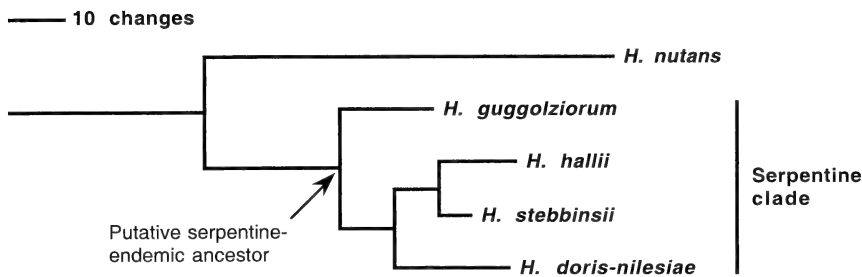 10 changes
H. nutans
H. guggolziorum
H. hallii
H. stebbinsii
H. doris-nilesiae
Serpentine
clade
Putative serpentine-
endemic ancestor